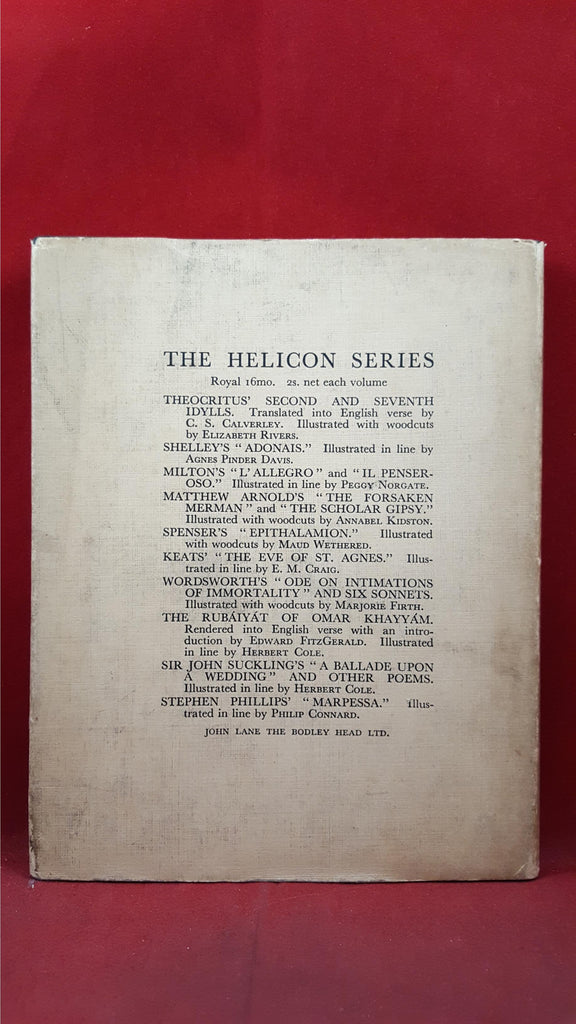 THE HELICON SERIES
Royal 16mo. 2s. net each volume
THEOCRITUS' SECOND AND SEVENTH
IDYLLS. Translated into English verse by
C. S. CALVERLEY. Illustrated with woodcuts
by ELIZABETH RIVERS.
SHELLEY'S "ADONAIS." Illustrated in line by
AGNES PINDER DAVIS.
MILTON'S "L'ALLEGRO" and "IL PENSER-
OSO." Illustrated in line by PEGGY NORGATE.
MATTHEW ARNOLD'S "THE FORSAKEN
MERMAN" and "THE SCHOLAR GIPSY."
Illustrated with woodcuts by ANNABEL KIDSTON.
SPENSER'S "EPITHALAMION." Illustrated
with woodcuts by MAUD WETHERED.
KEATS' "THE EVE OF ST. AGNES." Illus-
trated in line by E. M. CRAIG.
WORDSWORTH'S "ODE ON INTIMATIONS
OF IMMORTALITY" AND SIX SONNETS.
Illustrated with woodcuts by MARJORIE FIRTH.
THE RUBÁIYÁT OF OMAR KHAYYÁM.
Rendered into English verse with an intro-
duction by EDWARD FITZGERALD. Illustrated
in line by HERBERT COLE.
SIR JOHN SUCKLING'S "A BALLADE UPON
A WEDDING" AND OTHER POEMS.
Illustrated in line by HERBERT COLE.
STEPHEN PHILLIPS' "MARPESSA." Illus-
trated in line by PHILIP CONNARD.
JOHN LANE THE BODLEY HEAD LTD.